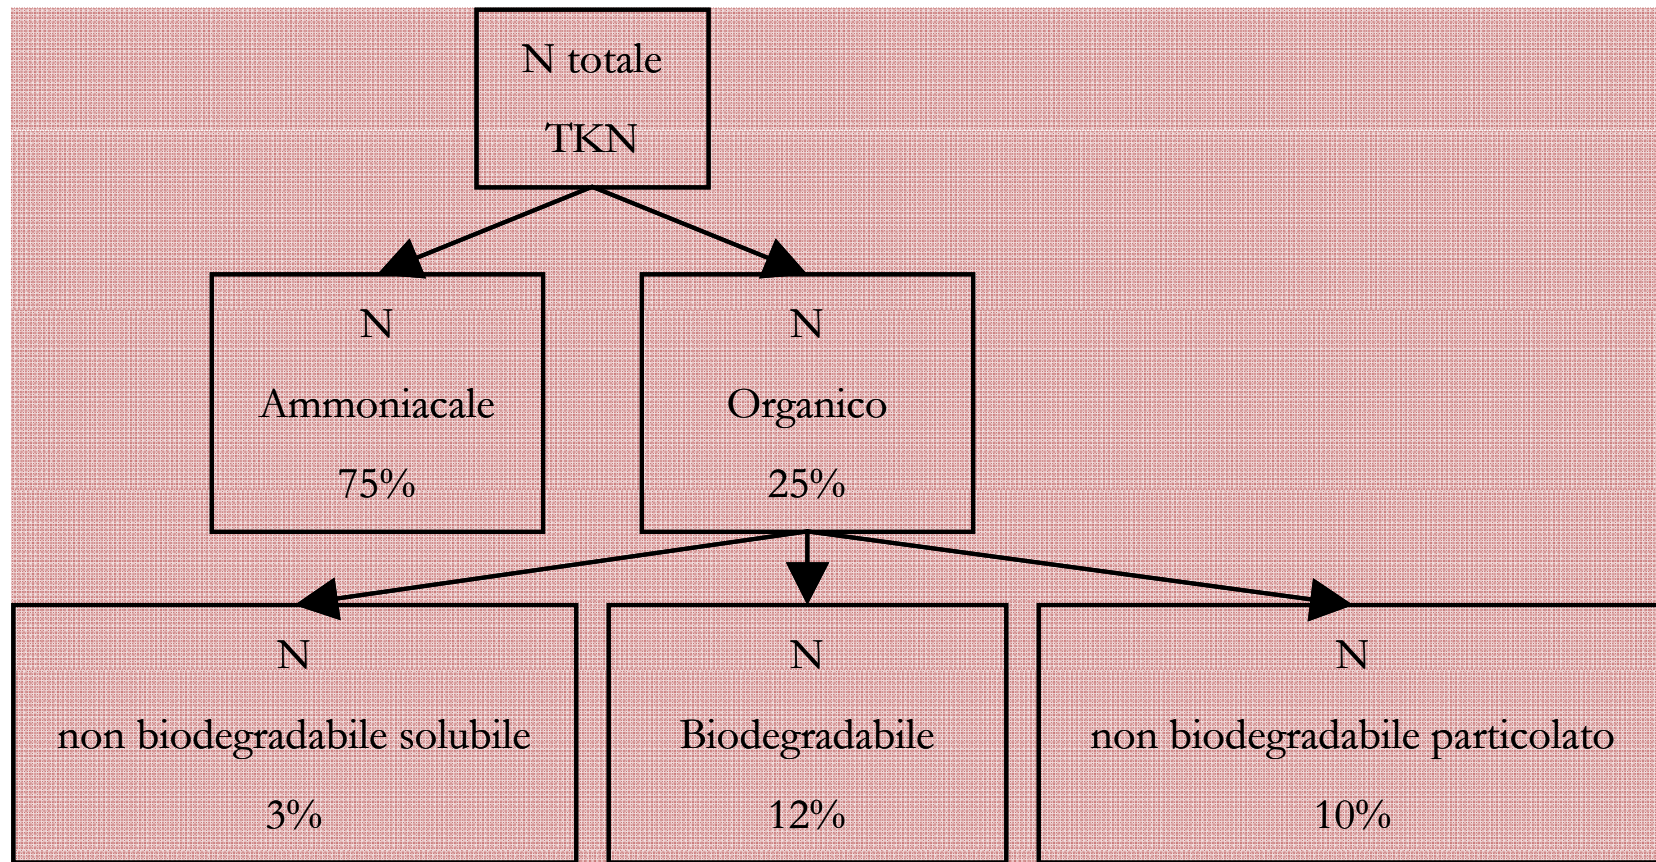 N totale
TKN
N
Ammoniacale
75%
N
Organico
25%
N
non biodegradabile solubile
3%
N
Biodegradabile
12%
N
non biodegradabile particolato
10%